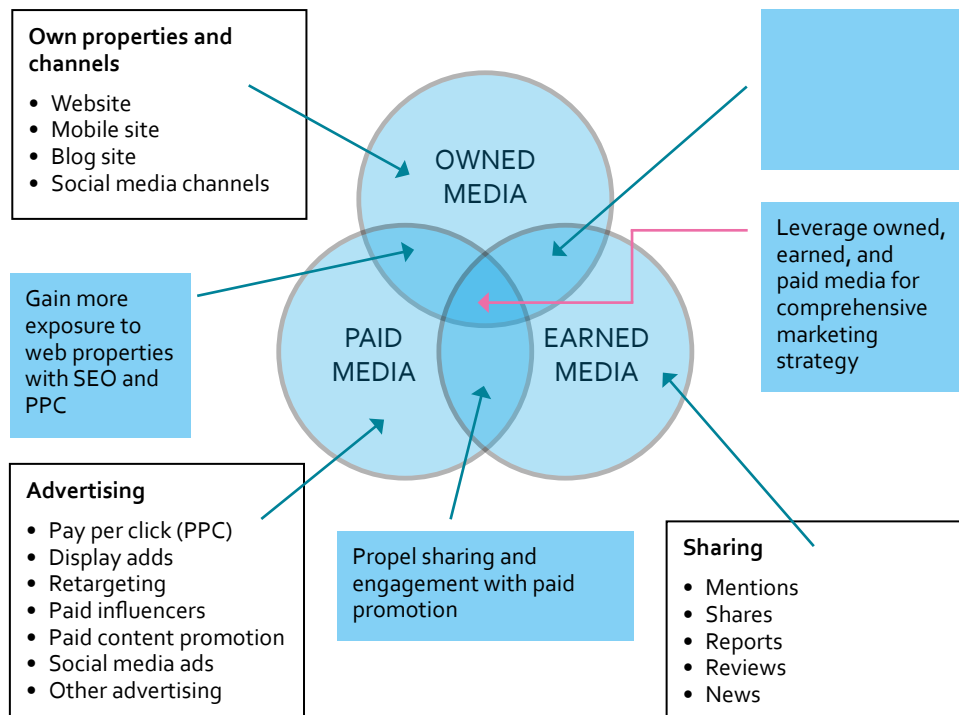 Own properties and
channels
• Website
• Mobile site
• Blog site
• Social media channels
OWNED
MEDIA
Leverage owned,
earned, and
paid media for
comprehensive
marketing
strategy
Gain more
exposure to
web properties
with SEO and
PPC
PAID
MEDIA
EARNED
MEDIA
Advertising
• Pay per click (PPC)
• Display adds
• Retargeting
• Paid influencers
• Paid content promotion
• Social media ads
• Other advertising
Propel sharing and
engagement with paid
promotion
Sharing
• Mentions
• Shares
• Reports
• Reviews
• News